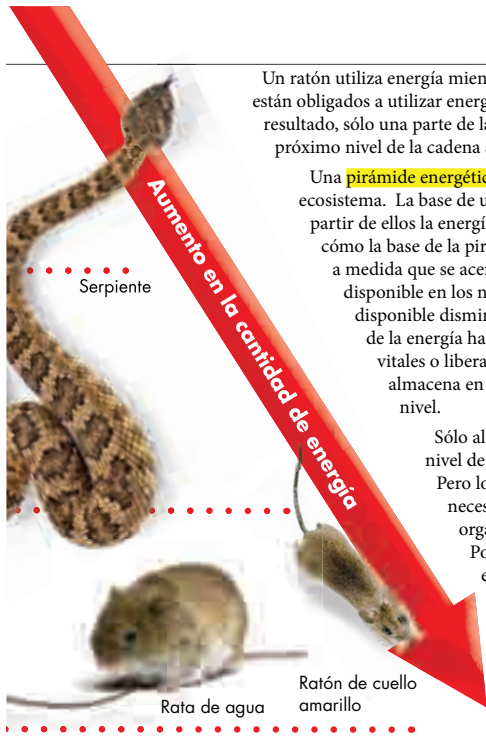 Un ratón utiliza energía mien
están obligados a utilizar energ
resultado, sólo una parte de la
próximo nivel de la cadena
Una pirámide energétic
ecosistema. La base de u
partir de ellos la energí
cómo la base de la pir
a medida que se acer
disponible en los n
disponible dismin
de la energía ha
vitales o libera
almacena en
nivel.
Sólo al
nivel de
Pero lo
neces
orga
Po
e
Aumento en la cantidad de energía
Serpiente
Rata de agua
Ratón de cuello
amarillo